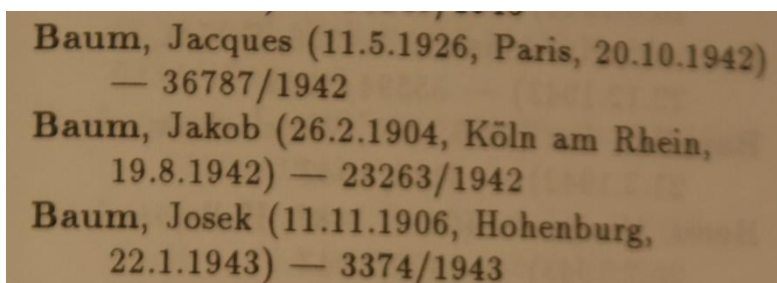 Baum, Jacques (11.5.1926, Paris, 20.10.1942)
— 36787/1942
Baum, Jakob (26.2.1904, Köln am Rhein,
19.8.1942) — 23263/1942
Baum, Josek (11.11.1906, Hohenburg,
22.1.1943) — 3374/1943